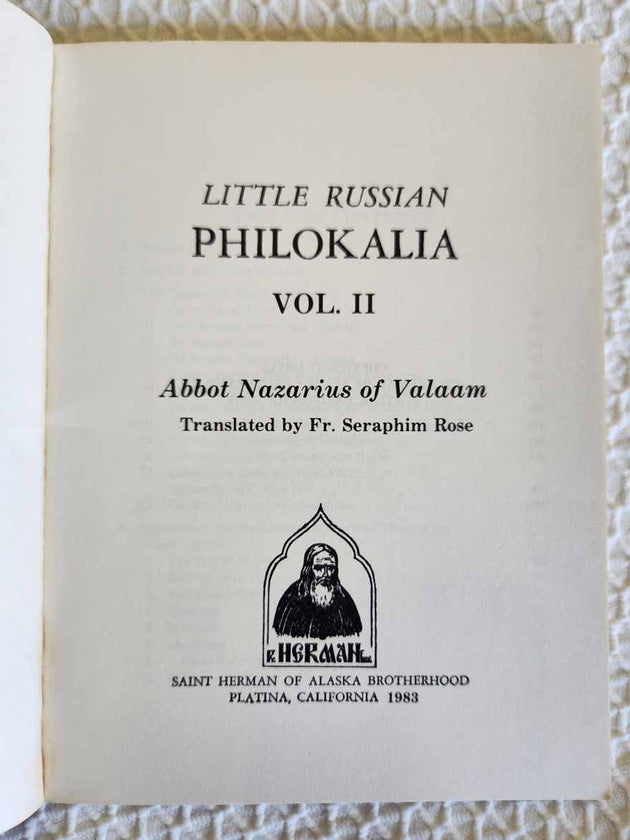 LITTLE RUSSIAN
PHILOKALIA
VOL. II
Abbot Nazarius of Valaam
Translated by Fr. Seraphim Rose
HERMAN
SAINT HERMAN OF ALASKA BROTHERHOOD
PLATINA, CALIFORNIA 1983